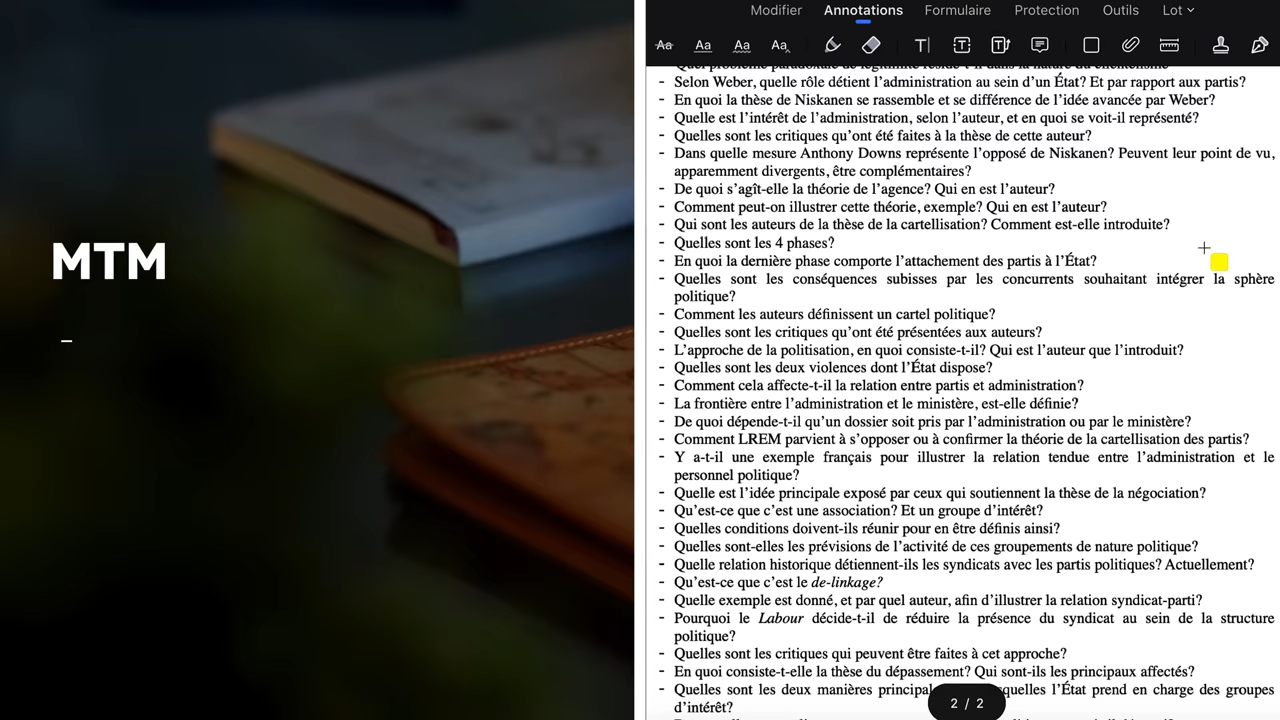 MTM
–
Modifier Annotations Formulaire Protection Outils Lot
Aa Aa Aa Aa T T T
- Selon Weber, quelle rôle détient l’administration au sein d’un État? Et par rapport aux partis?
- En quoi la thèse de Niskanen se rassemble et se différence de l’idée avancée par Weber?
- Quelle est l’intérêt de l’administration, selon l’auteur, et en quoi se voit-il représenté?
- Quelles sont les critiques qu’ont été faites à la thèse de cette auteur?
- Dans quelle mesure Anthony Downs représente l’opposé de Niskanen? Peuvent leur point de vu,
apparemment divergents, être complémentaires?
- De quoi s’agît-elle la théorie de l’agence? Qui en est l’auteur?
- Comment peut-on illustrer cette théorie, exemple? Qui en est l’auteur?
- Qui sont les auteurs de la thèse de la cartellisation? Comment est-elle introduite?
- Quelles sont les 4 phases?
- En quoi la dernière phase comporte l’attachement des partis à l’État?
- Quelles sont les conséquences subisses par les concurrents souhaitant intégrer la sphère
politique?
- Comment les auteurs définissent un cartel politique?
- Quelles sont les critiques qu’ont été présentées aux auteurs?
- L’approche de la politisation, en quoi consiste-t-il? Qui est l’auteur que l’introduit?
- Quelles sont les deux violences dont l’État dispose?
- Comment cela affecte-t-il la relation entre partis et administration?
- La frontière entre l’administration et le ministère, est-elle définie?
- De quoi dépende-t-il qu’un dossier soit pris par l’administration ou par le ministère?
- Comment LREM parvient à s’opposer ou à confirmer la théorie de la cartellisation des partis?
- Y a-t-il une exemple français pour illustrer la relation tendue entre l’administration et le
personnel politique?
- Quelle est l’idée principale exposé par ceux qui soutiennent la thèse de la négociation?
- Qu’est-ce que c’est une association? Et un groupe d’intérêt?
- Quelles conditions doivent-ils réunir pour en être définis ainsi?
- Quelles sont-elles les prévisions de l’activité de ces groupements de nature politique?
- Quelle relation historique détiennent-ils les syndicats avec les partis politiques? Actuellement?
- Qu’est-ce que c’est le de-linkage?
- Quelle exemple est donné, et par quel auteur, afin d’illustrer la relation syndicat-parti?
- Pourquoi le Labour décide-t-il de réduire la présence du syndicat au sein de la structure
politique?
- Quelles sont les critiques qui peuvent être faites à cet approche?
- En quoi consiste-t-elle la thèse du dépassement? Qui sont-ils les principaux affectés?
- Quelles sont les deux manières l’État prend en charge des groupes
d’intérêt?
2 / 2